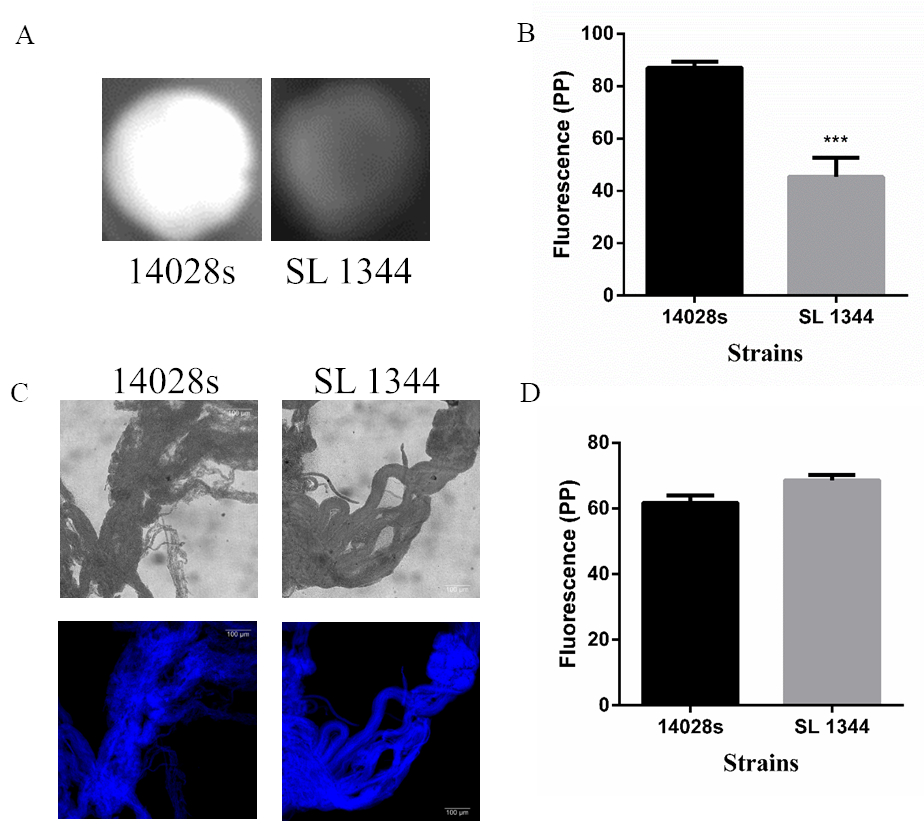 A
14028s
SL 1344
B
Fluorescence (PP)
100
80
60
40
20
0
***
14028s
SL 1344
Strains
C
14028s
SL 1344
100 µm
100 µm
100 µm
100 µm
D
Fluorescence (PP)
80
60
40
20
0
14028s
SL 1344
Strains